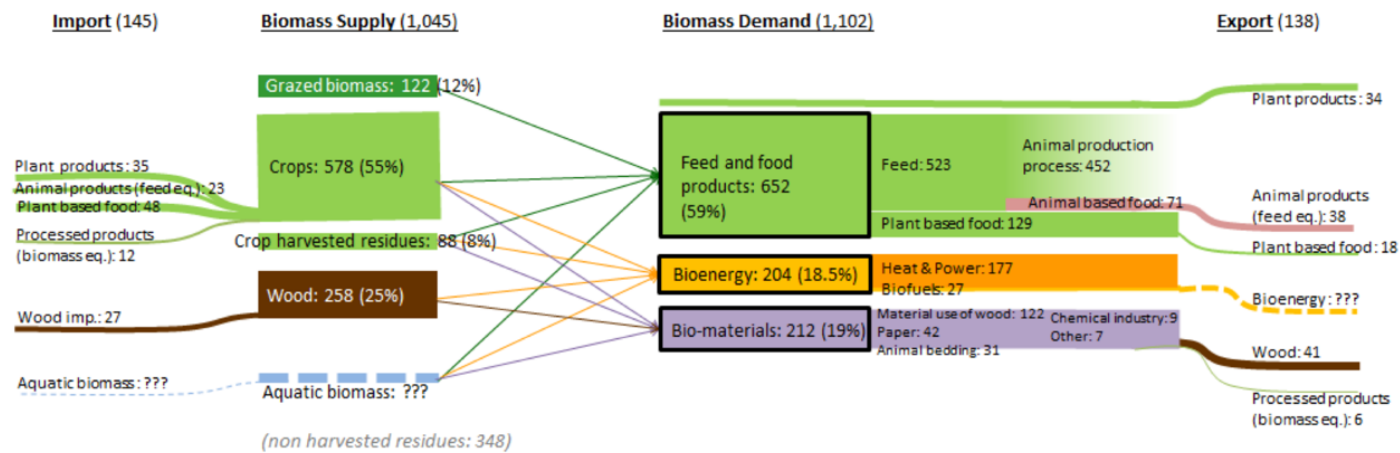 Import (145)
Biomass Supply (1,045)
Biomass Demand (1,102)
Export (138)
Grazed biomass: 122 (12%)
Plant products: 34
Crops: 578 (55%)
Feed and food
products: 652
(59%)
Feed: 523
Animal production
process: 452
Plant products: 35
Animal products (feed eq.): 23
Plant based food: 48
Processed products
(biomass eq.): 12
Animal based food: 71
Animal products
(feed eq.): 38
Plant based food: 129
Plant based food: 18
Crop harvested residues: 88 (8%)
Bioenergy: 204 (18.5%)
Heat & Power: 177
Biofuels: 27
Bioenergy: ???
Wood: 258 (25%)
Wood imp.: 27
Bio-materials: 212 (19%)
Material use of wood: 122
Paper: 42
Animal bedding: 31
Chemical industry: 9
Other: 7
Wood: 41
Aquatic biomass: ???
Aquatic biomass: ???
Processed products
(biomass eq.): 6
(non harvested residues: 348)